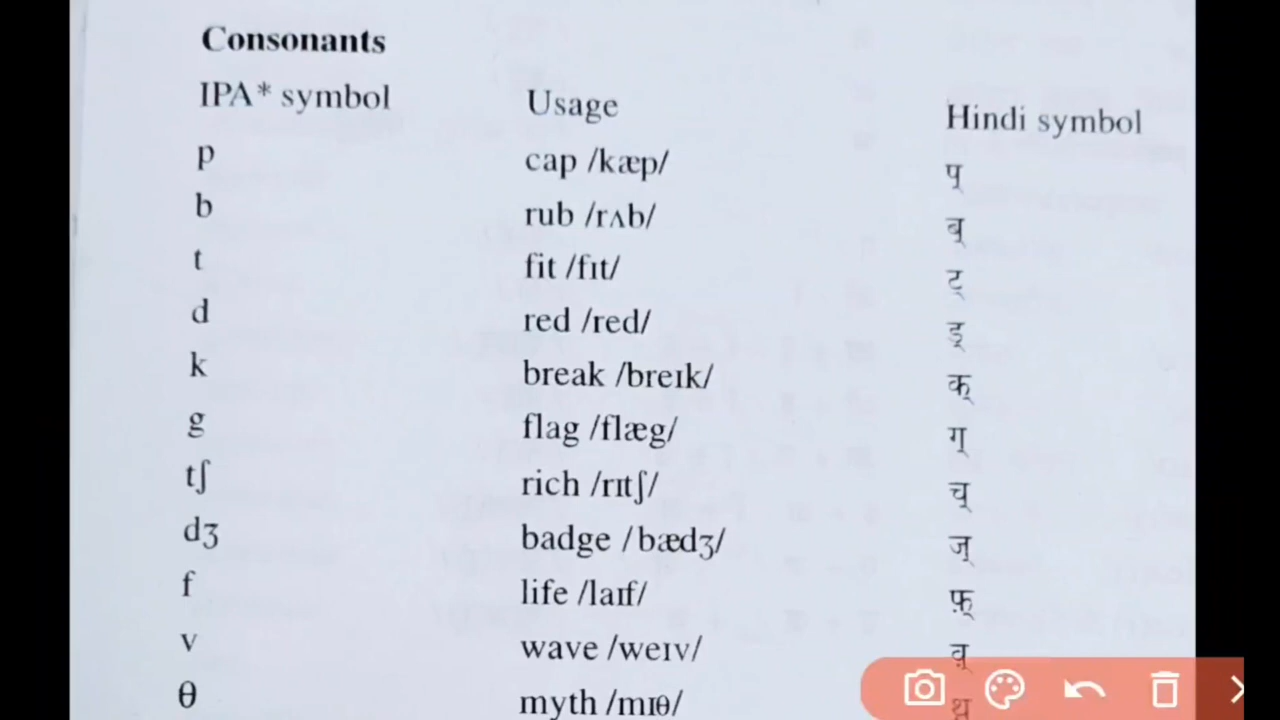 Consonants
IPA* symbol Usage Hindi symbol
p cap /kæp/ प्
b rub /rʌb/ ब्
t fit /fɪt/ ट्
d red /red/ ड्
k break /breɪk/ क्
g flag /flæg/ ग्
tʃ rich /rɪtʃ/ च्
dʒ badge /bædʒ/ ज्
f life /laɪf/ फ़्
v wave /weɪv/ व़्
θ myth /mɪθ/